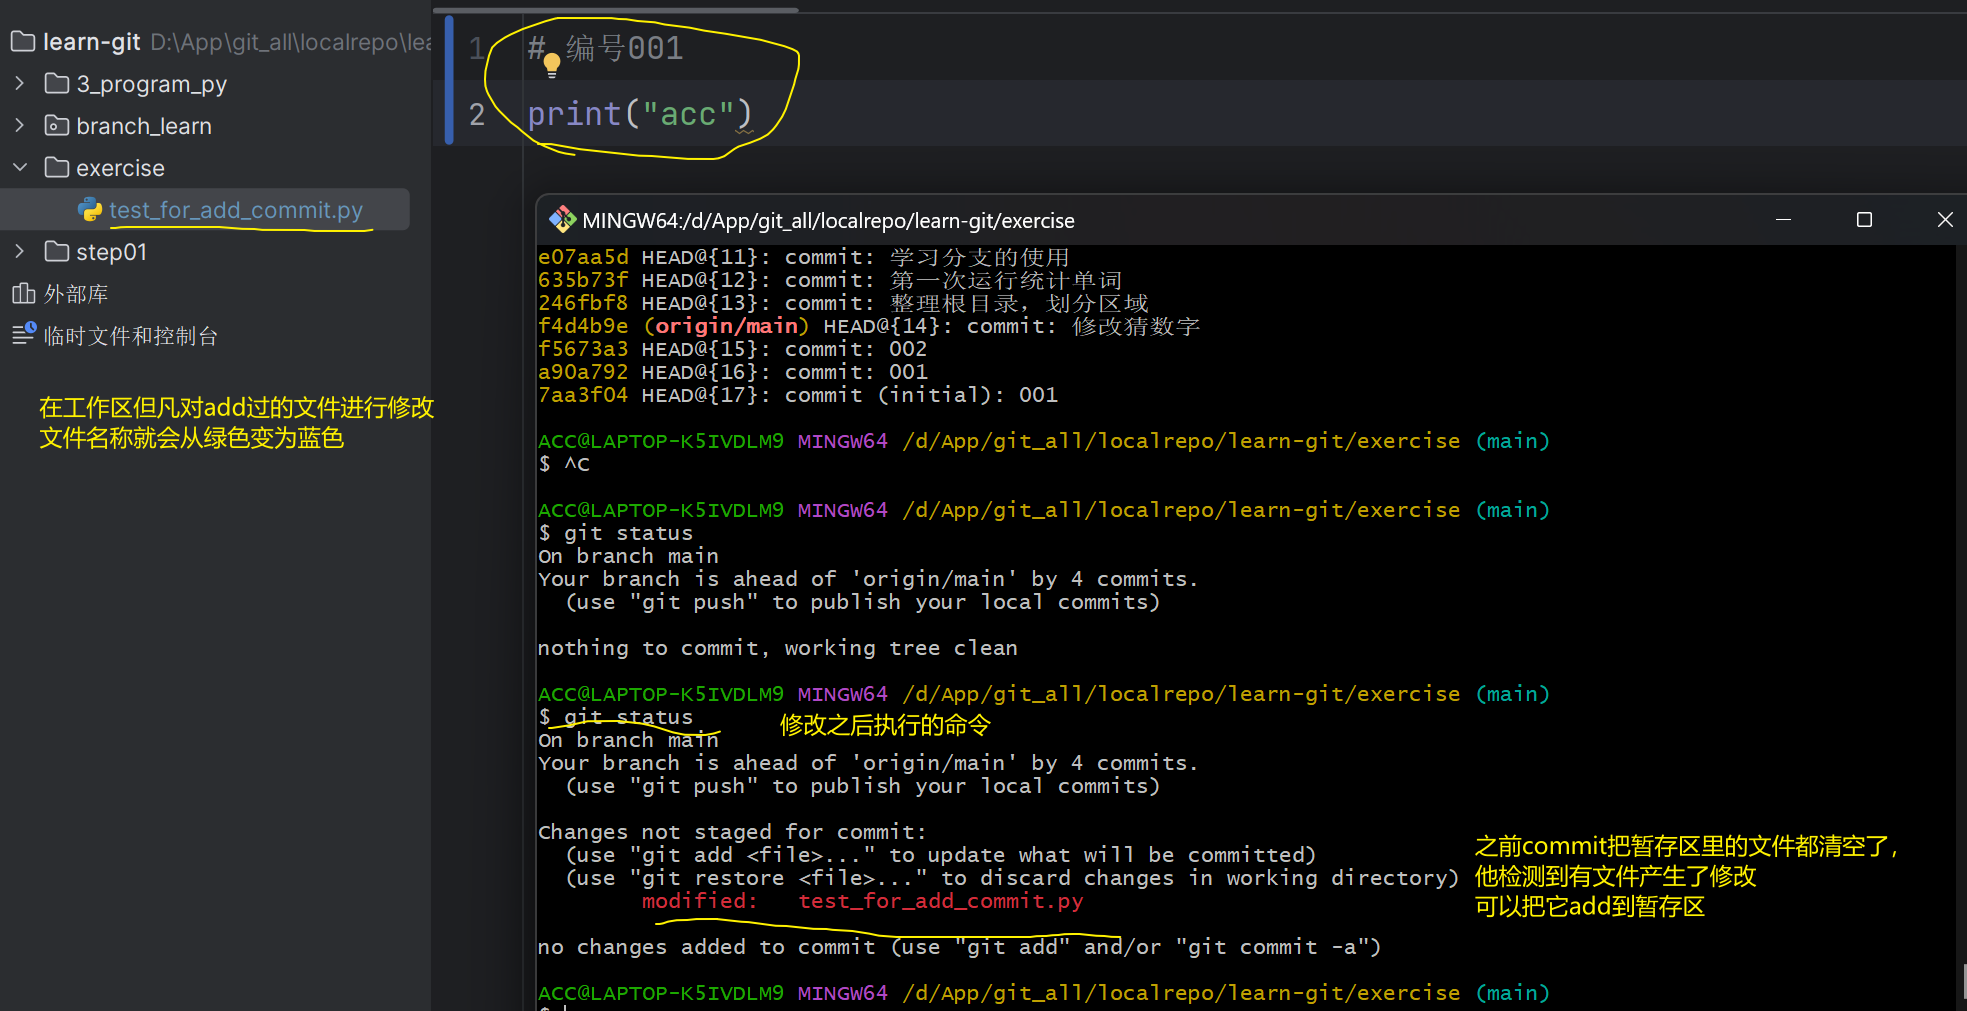 learn-git D:\App\git_all\localrepo\lea
3_program_py
branch_learn
exercise
test_for_add_commit.py
step01
外部库
临时文件和控制台
在工作区但凡对add过的文件进行修改
文件名称就会从绿色变为蓝色
1 # 编号001
2 print("acc")
MINGW64:/d/App/git_all/localrepo/learn-git/exercise
e07aa5d HEAD@{11}: commit: 学习分支的使用
635b73f HEAD@{12}: commit: 第一次运行统计单词
246fbf8 HEAD@{13}: commit: 整理根目录，划分区域
f4d4b9e (origin/main) HEAD@{14}: commit: 修改猜数字
f5673a3 HEAD@{15}: commit: 002
a90a792 HEAD@{16}: commit: 001
7aa3f04 HEAD@{17}: commit (initial): 001
ACC@LAPTOP-K5IVDLM9 MINGW64 /d/App/git_all/localrepo/learn-git/exercise (main)
$ ^C
ACC@LAPTOP-K5IVDLM9 MINGW64 /d/App/git_all/localrepo/learn-git/exercise (main)
$ git status
On branch main
Your branch is ahead of 'origin/main' by 4 commits.
(use "git push" to publish your local commits)
nothing to commit, working tree clean
ACC@LAPTOP-K5IVDLM9 MINGW64 /d/App/git_all/localrepo/learn-git/exercise (main)
$ git status
修改之后执行的命令
On branch main
Your branch is ahead of 'origin/main' by 4 commits.
(use "git push" to publish your local commits)
Changes not staged for commit:
(use "git add <file>..." to update what will be committed)
(use "git restore <file>..." to discard changes in working directory)
modified: test_for_add_commit.py
之前commit把暂存区里的文件都清空了，
他检测到有文件产生了修改
可以把它add到暂存区
no changes added to commit (use "git add" and/or "git commit -a")
ACC@LAPTOP-K5IVDLM9 MINGW64 /d/App/git_all/localrepo/learn-git/exercise (main)
$